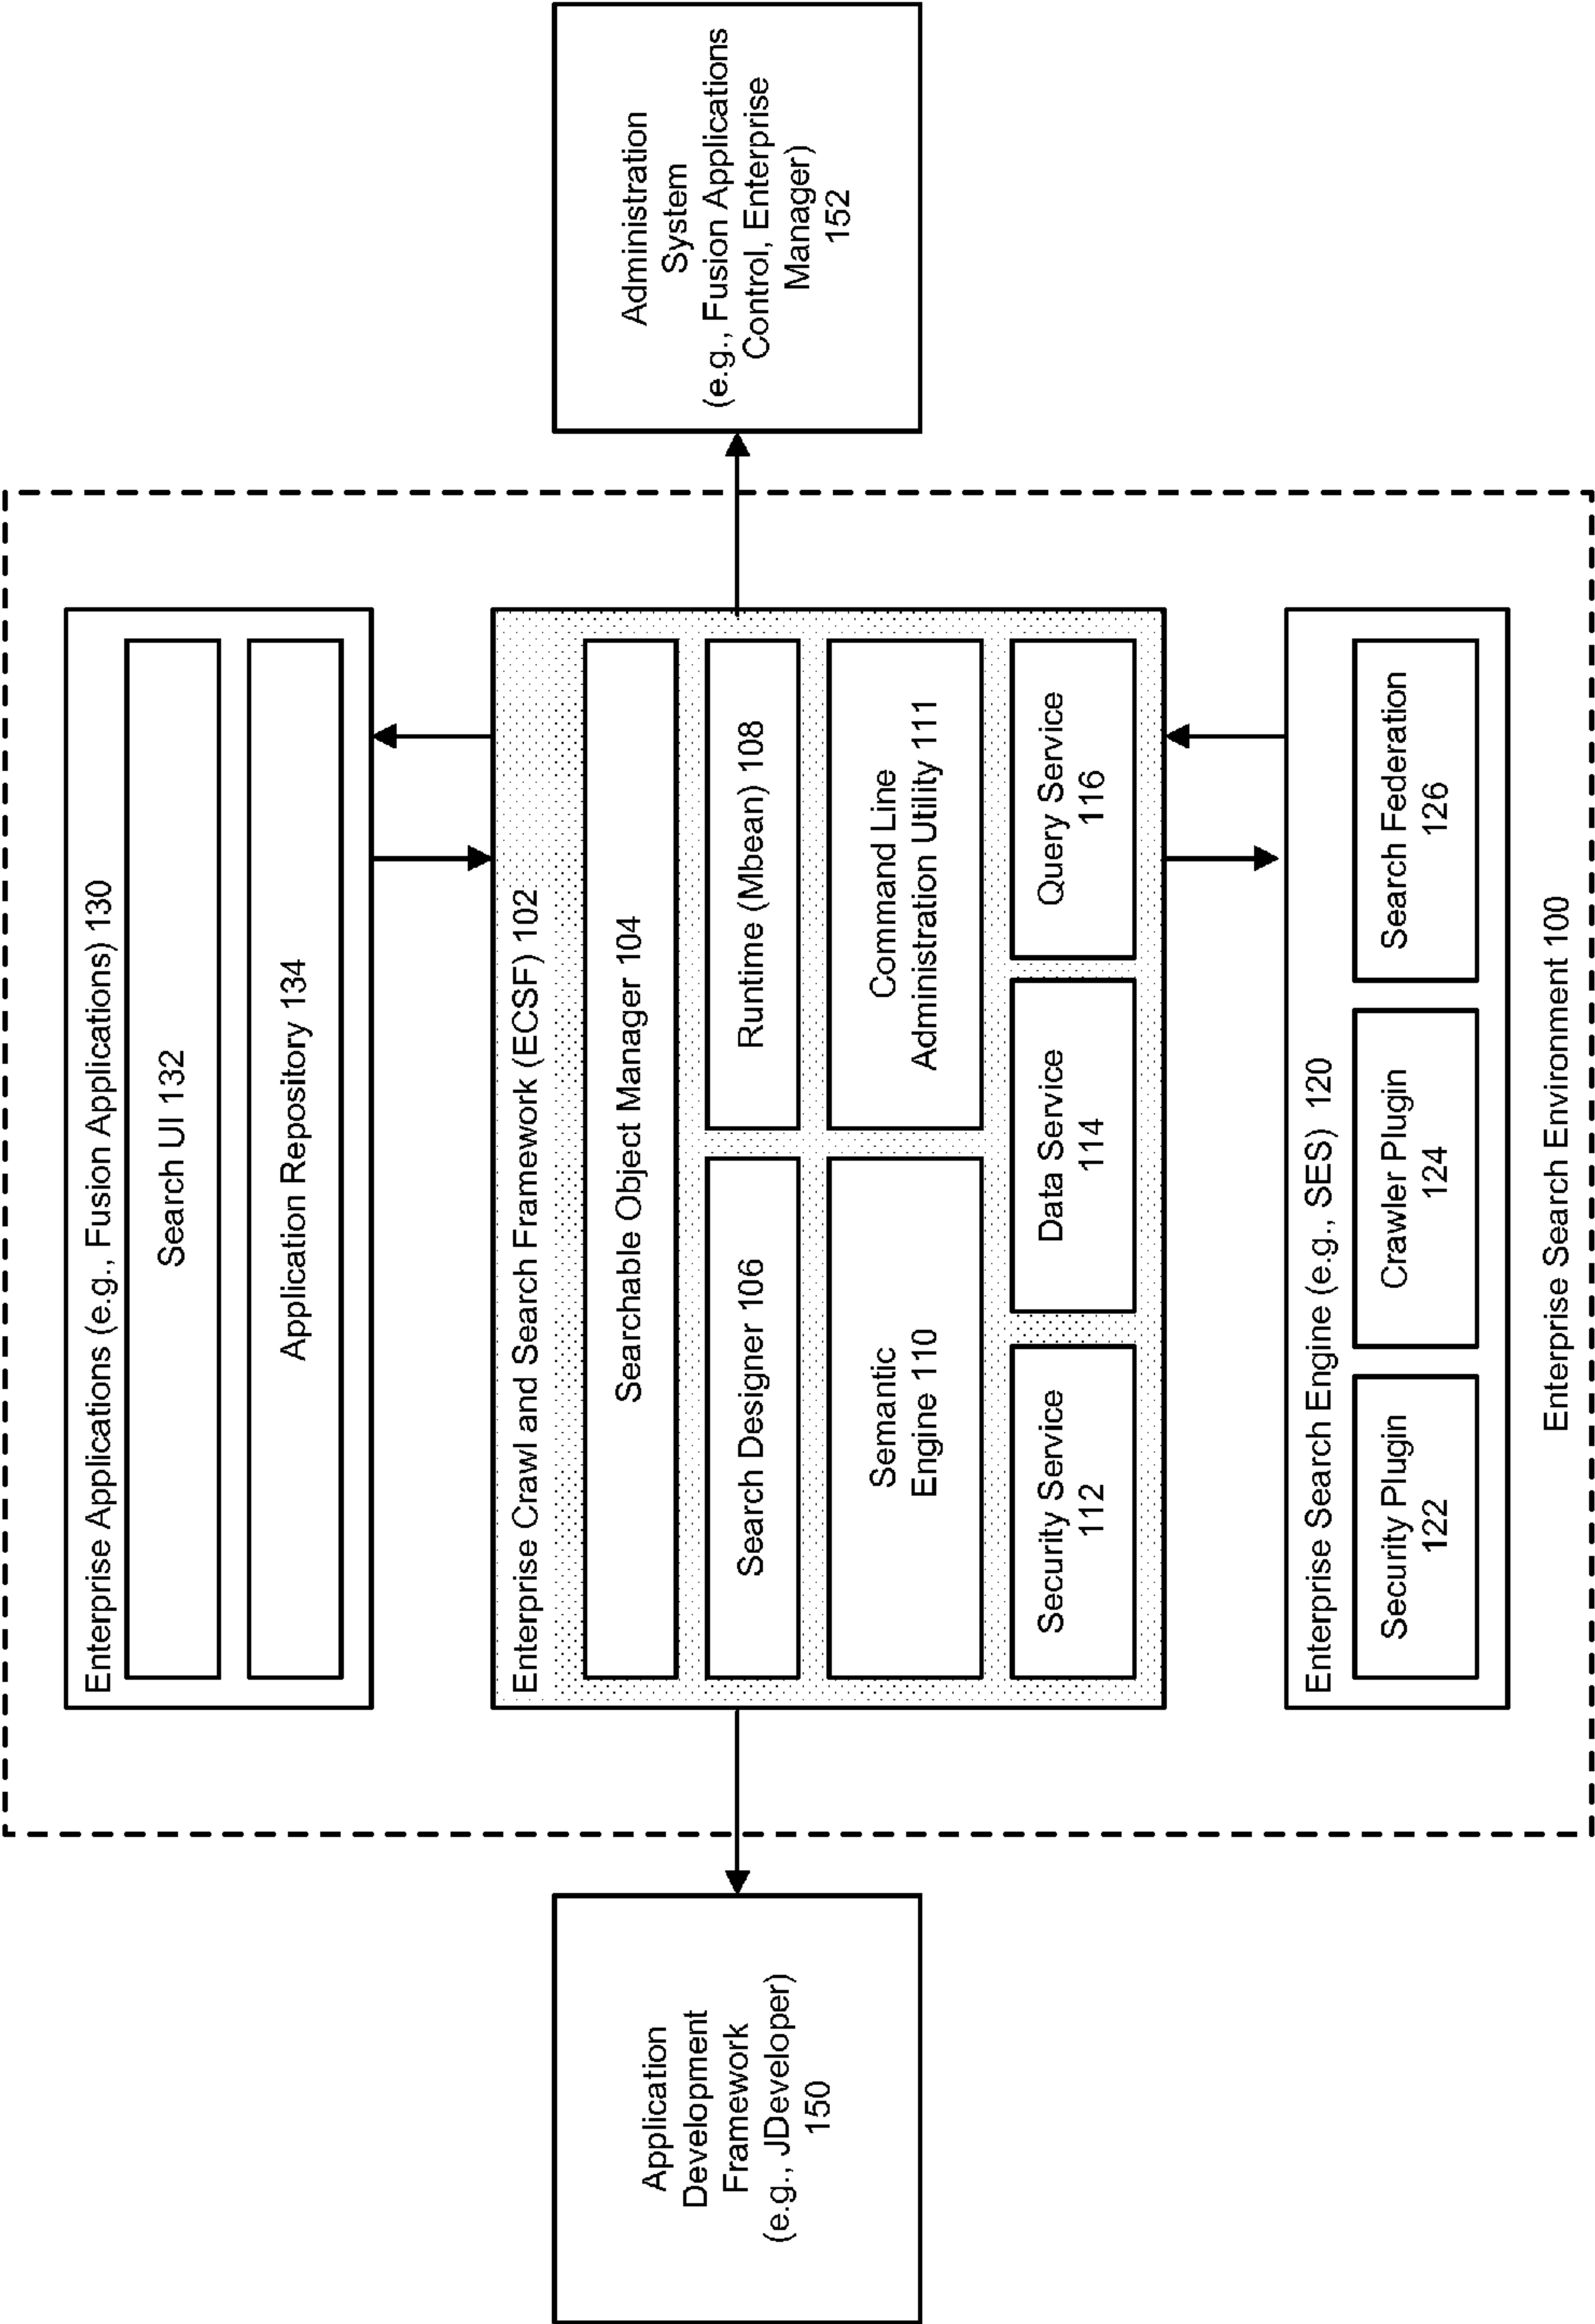 Enterprise Applications (e.g., Fusion Applications) 130
Search UI 132
Application Repository 134
Application
Development
Framework
(e.g., JDeveloper)
150
Enterprise Crawl and Search Framework (ECSF) 102
Searchable Object Manager 104
Search Designer 106
Runtime (Mbean) 108
Semantic
Engine 110
Command Line
Administration Utility 111
Security Service
112
Data Service
114
Query Service
116
Administration
System
(e.g., Fusion Applications
Control, Enterprise
Manager)
152
Enterprise Search Engine (e.g., SES) 120
Security Plugin
122
Crawler Plugin
124
Search Federation
126
Enterprise Search Environment 100